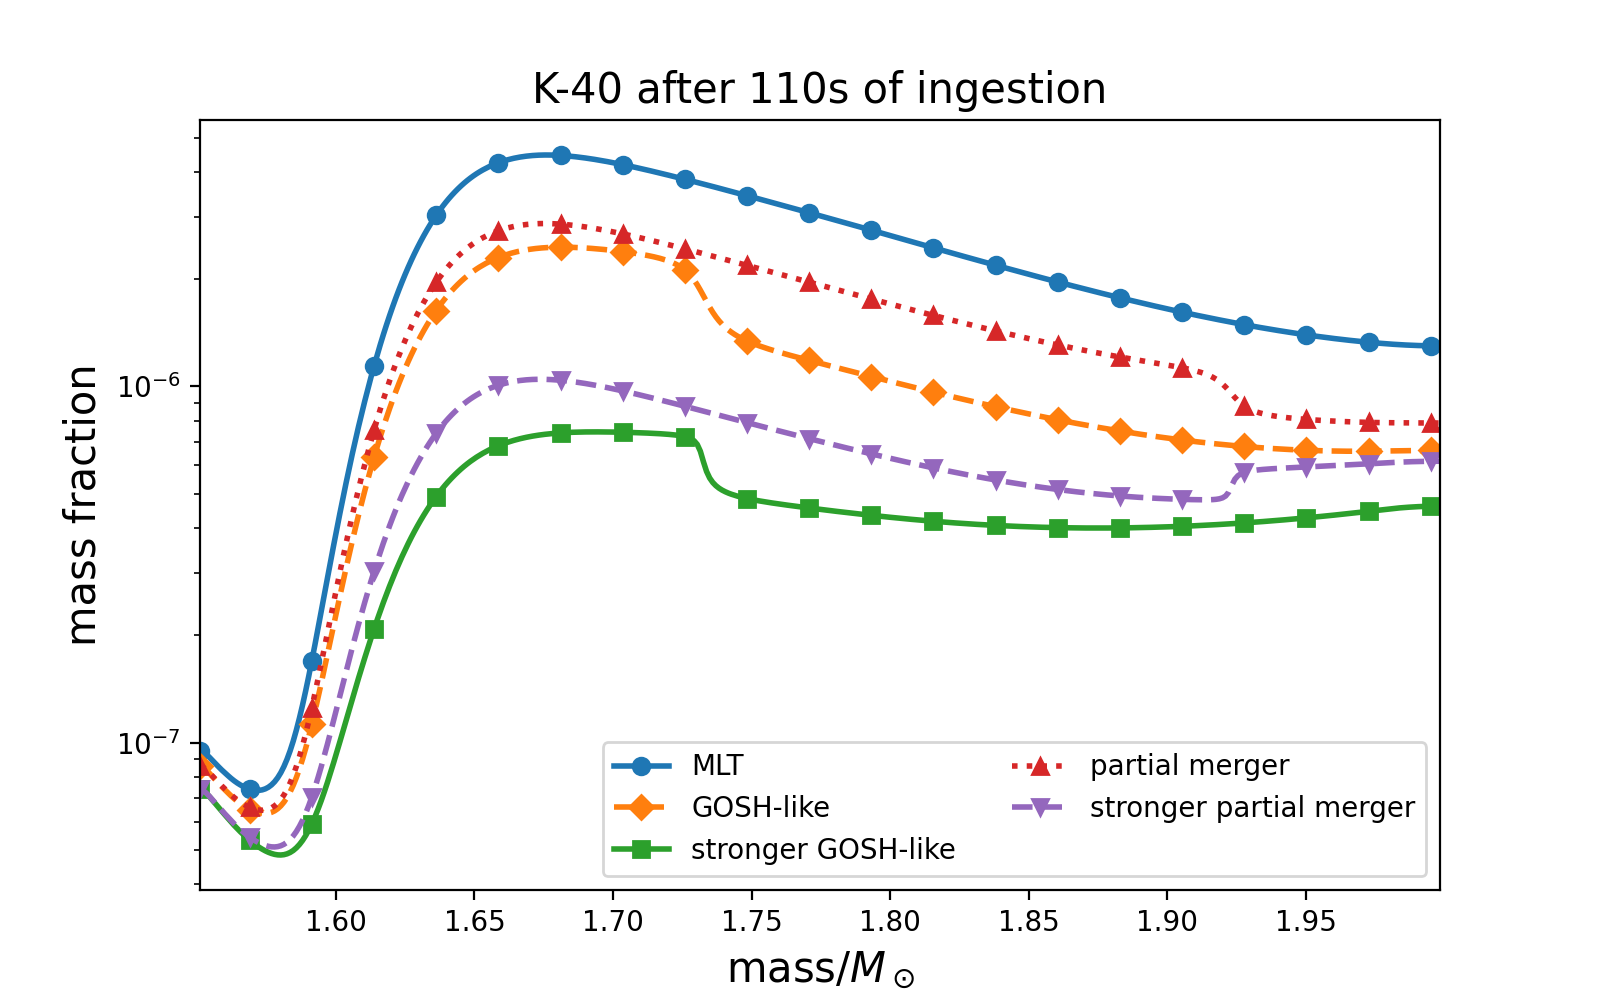 K-40 after 110s of ingestion
mass fraction
10⁻⁶
10⁻⁷
1.60 1.65 1.70 1.75 1.80 1.85 1.90 1.95
mass/M☉
MLT
GOSH-like
stronger GOSH-like
partial merger
stronger partial merger